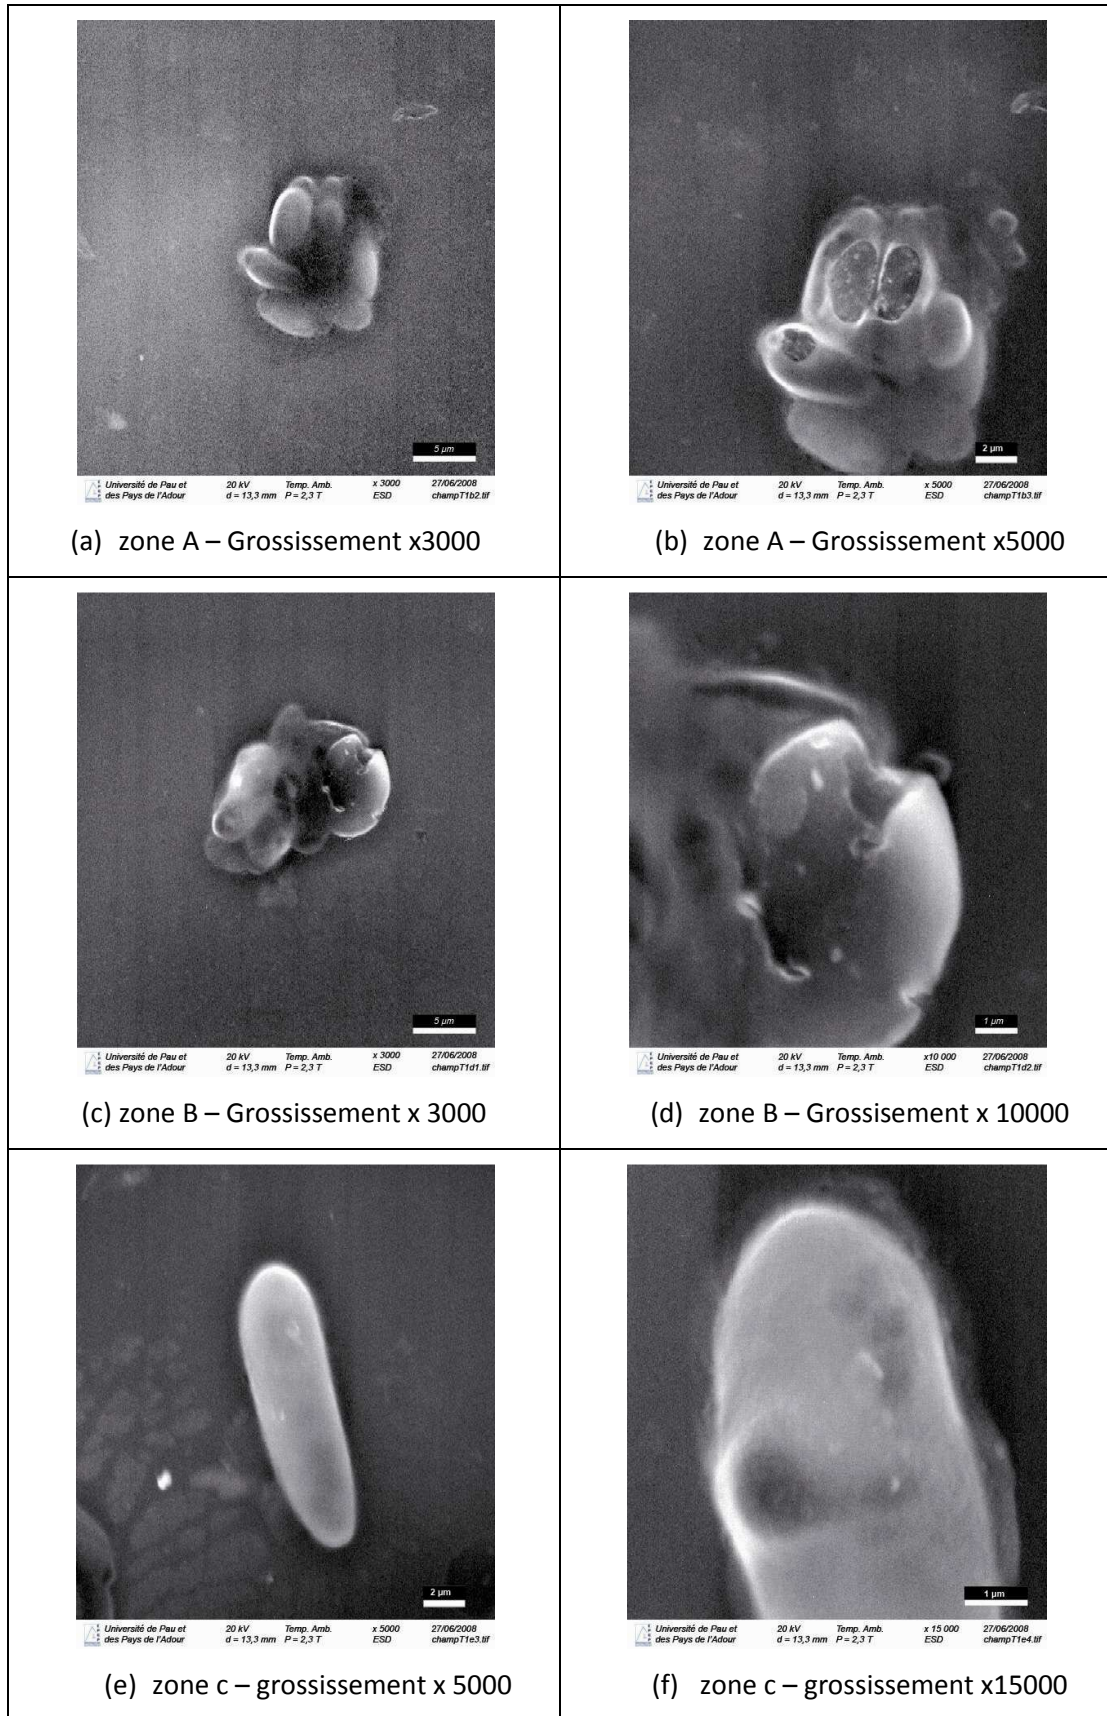 5 µm
Université de Pau et des Pays de l'Adour
20 kV Temp. Amb. x 3000 27/06/2008
d = 13,3 mm P = 2,3 T ESD champT1b2.tif
(a) zone A – Grossissement x3000
2 µm
Université de Pau et des Pays de l'Adour
20 kV Temp. Amb. x 5000 27/06/2008
d = 13,3 mm P = 2,3 T ESD champT1b3.tif
(b) zone A – Grossissement x5000
5 µm
Université de Pau et des Pays de l'Adour
20 kV Temp. Amb. x 3000 27/06/2008
d = 13,3 mm P = 2,3 T ESD champT1d1.tif
(c) zone B – Grossissement x 3000
1 µm
Université de Pau et des Pays de l'Adour
20 kV Temp. Amb. x10 000 27/06/2008
d = 13,3 mm P = 2,3 T ESD champT1d2.tif
(d) zone B – Grossisement x 10000
2 µm
Université de Pau et des Pays de l'Adour
20 kV Temp. Amb. x 5000 27/06/2008
d = 13,3 mm P = 2,3 T ESD champT1e3.tif
(e) zone c – grossissement x 5000
1 µm
Université de Pau et des Pays de l'Adour
20 kV Temp. Amb. x 15 000 27/06/2008
d = 13,3 mm P = 2,3 T ESD champT1e4.tif
(f) zone c – grossissement x15000